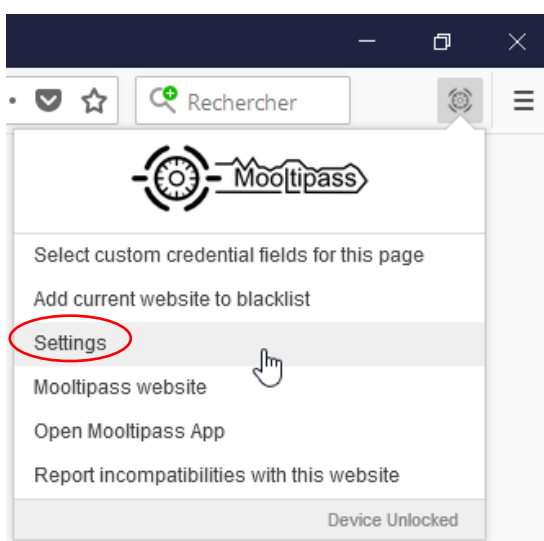 Rechercher
Mooltipass
Select custom credential fields for this page
Add current website to blacklist
Settings
Mooltipass website
Open Mooltipass App
Report incompatibilities with this website
Device Unlocked